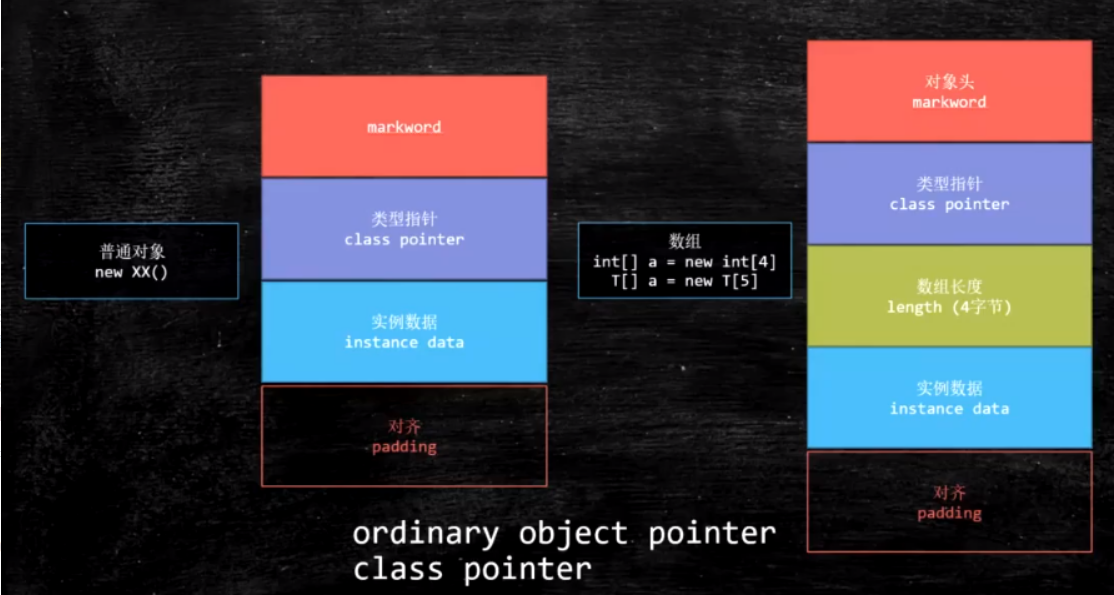 普通对象
new XX()
markword
类型指针
class pointer
实例数据
instance data
对齐
padding
数组
int[] a = new int[4]
T[] a = new T[5]
对象头
markword
类型指针
class pointer
数组长度
length (4字节)
实例数据
instance data
对齐
padding
ordinary object pointer
class pointer